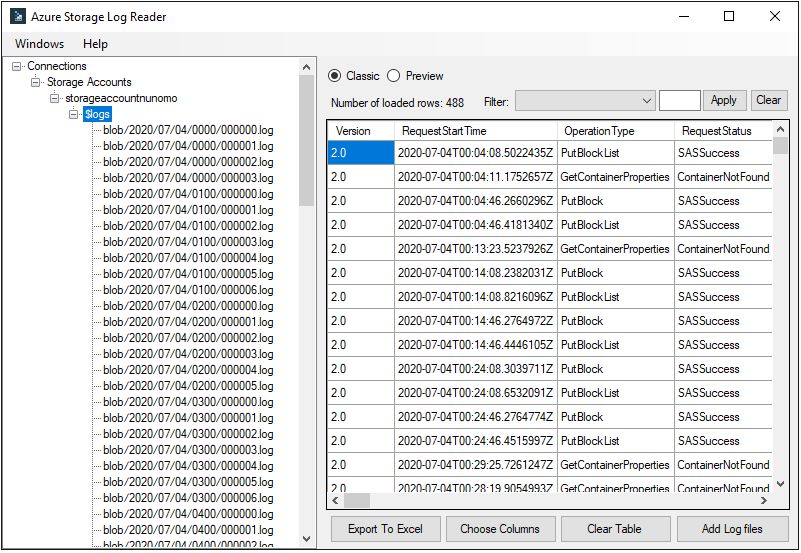 Azure Storage Log Reader
Windows Help
Connections
Storage Accounts
storageaccountnunomo
$logs
blob/2020/07/04/0000/000000.log
blob/2020/07/04/0000/000001.log
blob/2020/07/04/0000/000002.log
blob/2020/07/04/0000/000003.log
blob/2020/07/04/0100/000000.log
blob/2020/07/04/0100/000001.log
blob/2020/07/04/0100/000002.log
blob/2020/07/04/0100/000003.log
blob/2020/07/04/0100/000004.log
blob/2020/07/04/0100/000005.log
blob/2020/07/04/0100/000006.log
blob/2020/07/04/0200/000000.log
blob/2020/07/04/0200/000001.log
blob/2020/07/04/0200/000002.log
blob/2020/07/04/0200/000003.log
blob/2020/07/04/0200/000004.log
blob/2020/07/04/0200/000005.log
blob/2020/07/04/0300/000000.log
blob/2020/07/04/0300/000001.log
blob/2020/07/04/0300/000002.log
blob/2020/07/04/0300/000003.log
blob/2020/07/04/0300/000004.log
blob/2020/07/04/0300/000005.log
blob/2020/07/04/0300/000006.log
blob/2020/07/04/0400/000000.log
blob/2020/07/04/0400/000001.log
blob/2020/07/04/0400/000002.log
Classic Preview
Number of loaded rows: 488 Filter: Apply Clear
Version RequestStartTime OperationType RequestStatus
2.0 2020-07-04T00:04:08.5022435Z PutBlockList SASSuccess
2.0 2020-07-04T00:04:11.1752657Z GetContainerProperties ContainerNotFound
2.0 2020-07-04T00:04:46.2660296Z PutBlock SASSuccess
2.0 2020-07-04T00:04:46.4181340Z PutBlockList SASSuccess
2.0 2020-07-04T00:13:23.5237926Z GetContainerProperties ContainerNotFound
2.0 2020-07-04T00:14:08.2382031Z PutBlock SASSuccess
2.0 2020-07-04T00:14:08.8216096Z PutBlockList SASSuccess
2.0 2020-07-04T00:14:46.2764972Z PutBlock SASSuccess
2.0 2020-07-04T00:14:46.4446105Z PutBlockList SASSuccess
2.0 2020-07-04T00:24:08.3039711Z PutBlock SASSuccess
2.0 2020-07-04T00:24:08.6532091Z PutBlockList SASSuccess
2.0 2020-07-04T00:24:46.2764774Z PutBlock SASSuccess
2.0 2020-07-04T00:24:46.4515997Z PutBlockList SASSuccess
2.0 2020-07-04T00:29:25.7261247Z GetContainerProperties ContainerNotFound
2.0 2020-07-04T00:28:19.9054993Z GetContainerProperties ContainerNotFound
Export To Excel Choose Columns Clear Table Add Log files